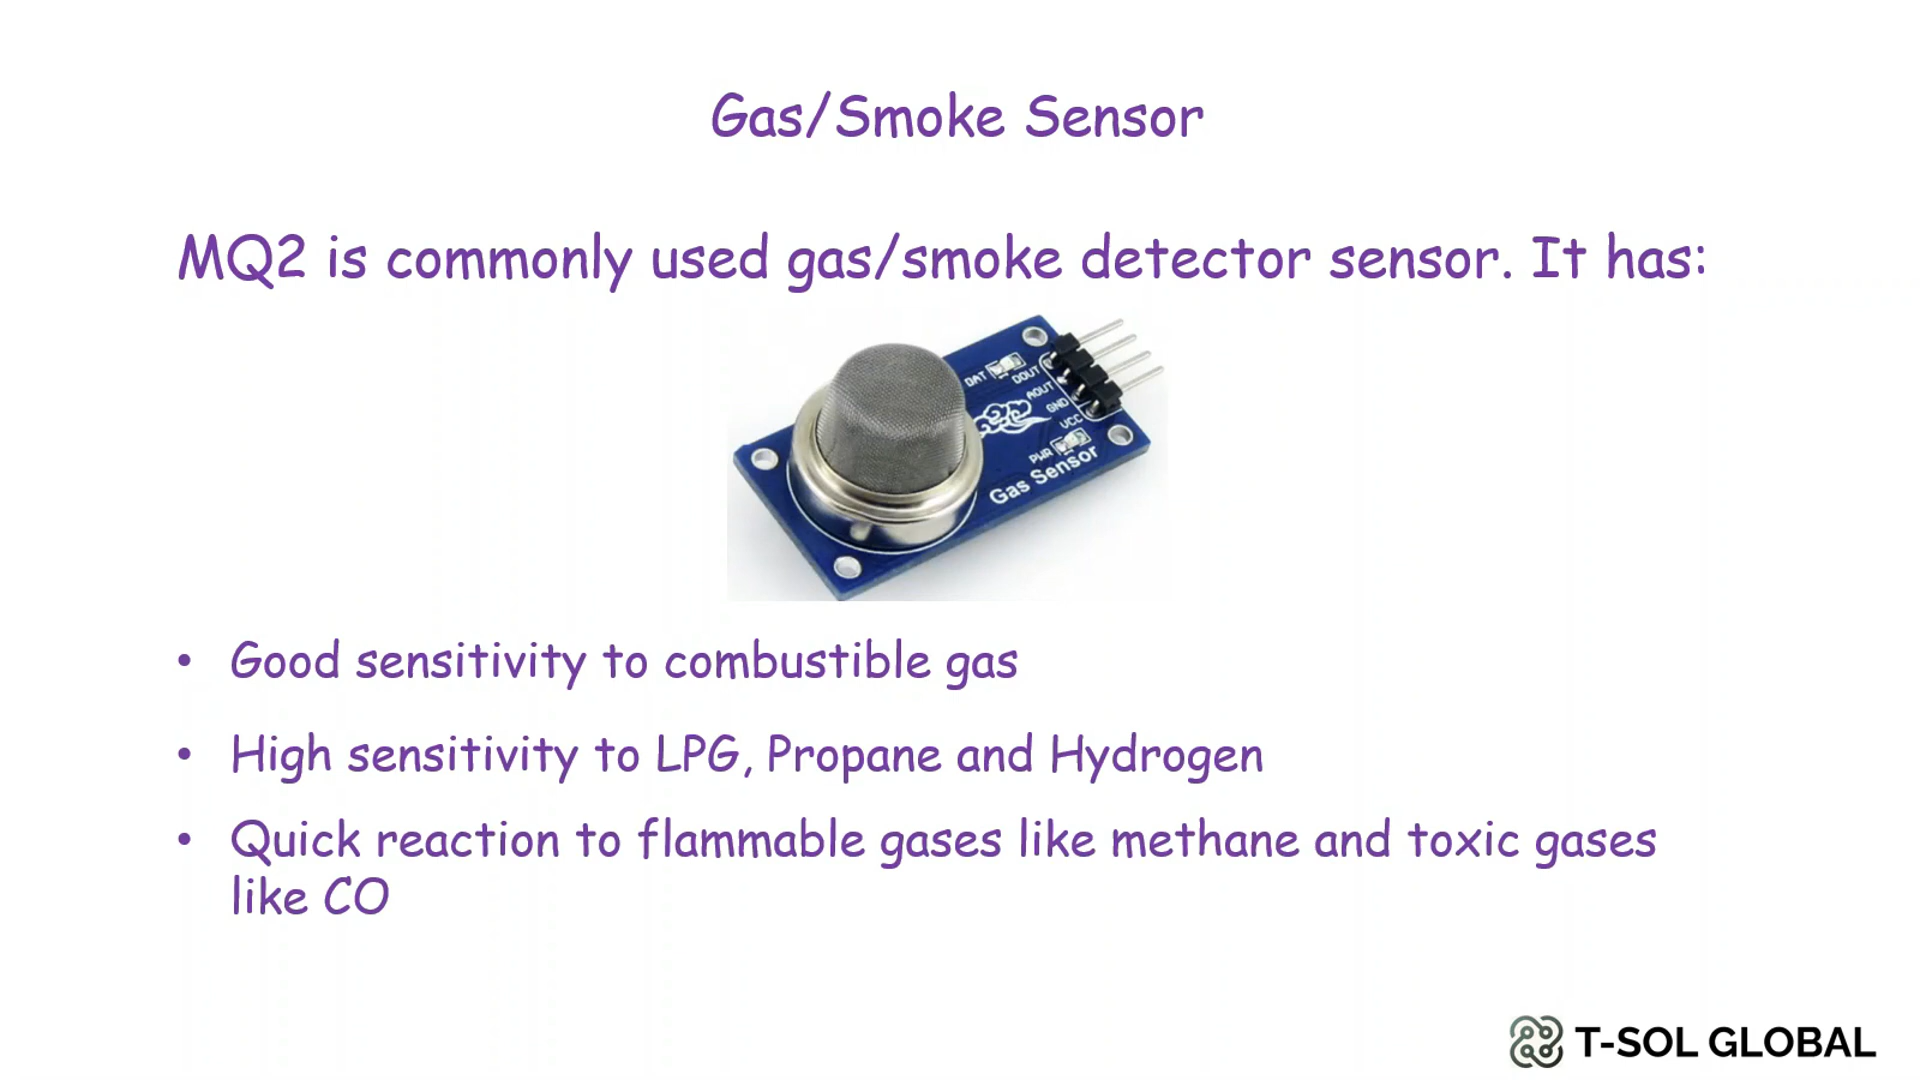 Gas/Smoke Sensor
MQ2 is commonly used gas/smoke detector sensor. It has:
DAT
DOUT
AOUT
GND
VCC
PWR
Gas Sensor
• Good sensitivity to combustible gas
• High sensitivity to LPG, Propane and Hydrogen
• Quick reaction to flammable gases like methane and toxic gases
like CO
T-SOL GLOBAL